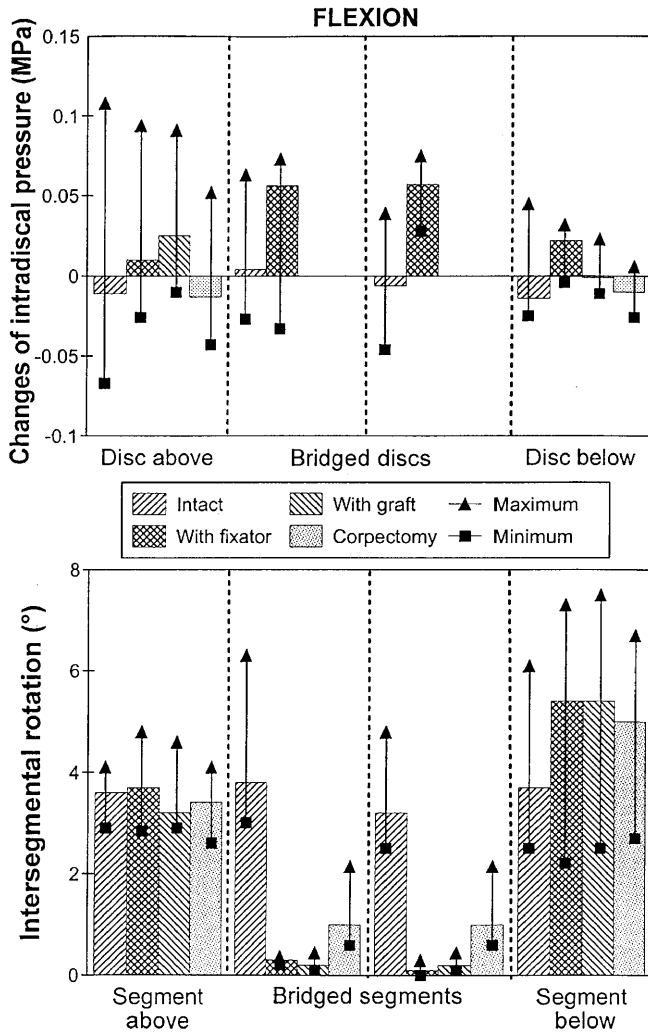 FLEXION
Changes of intradiscal pressure (MPa)
0.15
0.1
0.05
0
-0.05
-0.1
Disc above
Bridged discs
Disc below
Intact
With graft
Maximum
With fixator
Corpectomy
Minimum
Intersegmental rotation (°)
8
6
4
2
0
Segment
above
Bridged segments
Segment
below